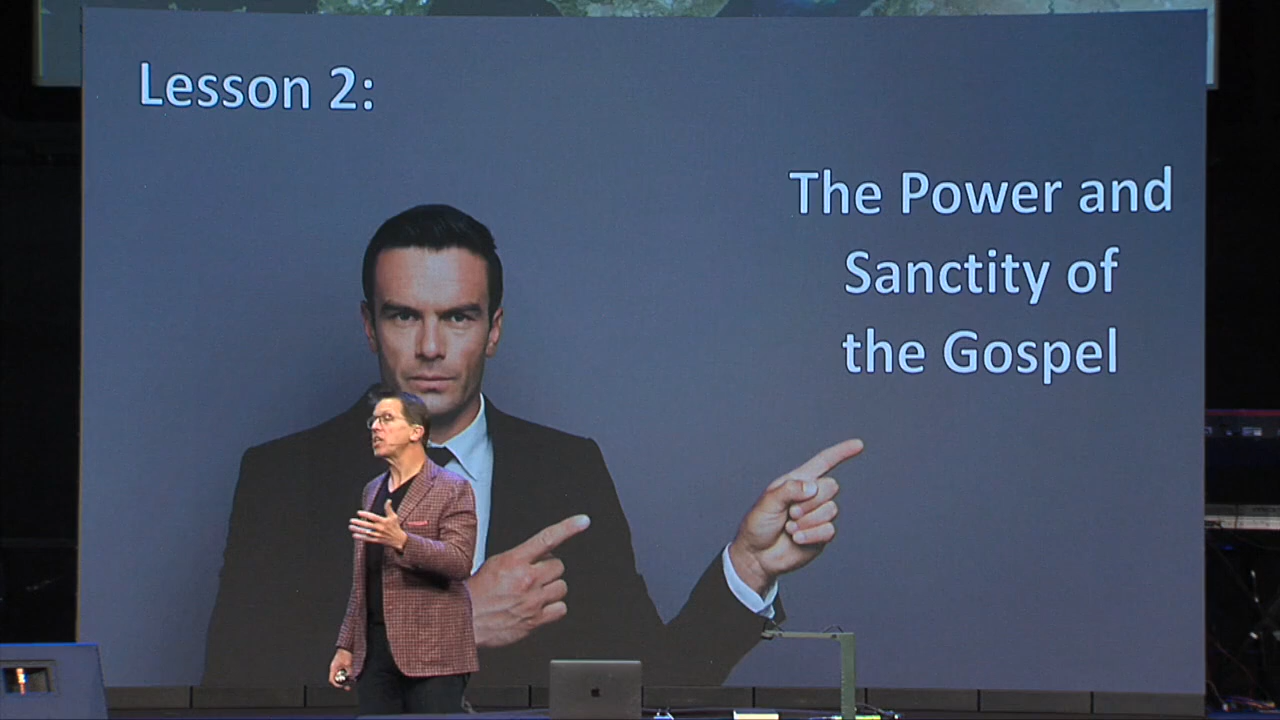 Lesson 2:
The Power and
Sanctity of
the Gospel